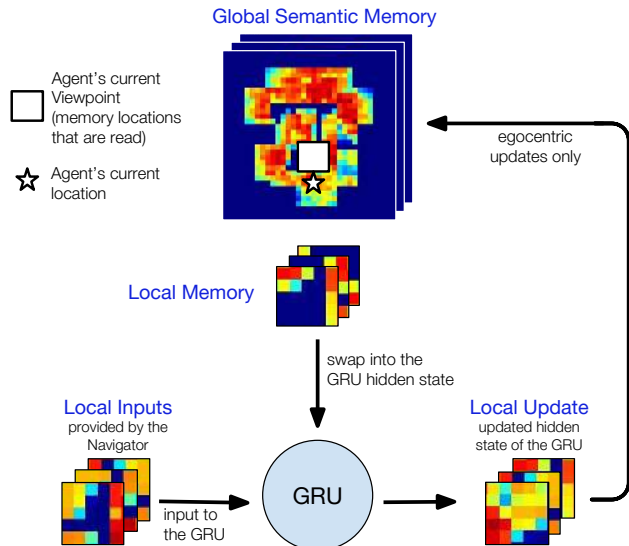 Global Semantic Memory
Agent's current
Viewpoint
(memory locations
that are read)
Agent's current
location
egocentric
updates only
Local Memory
swap into the
GRU hidden state
Local Inputs
provided by the
Navigator
Local Update
updated hidden
state of the GRU
GRU
input to
the GRU